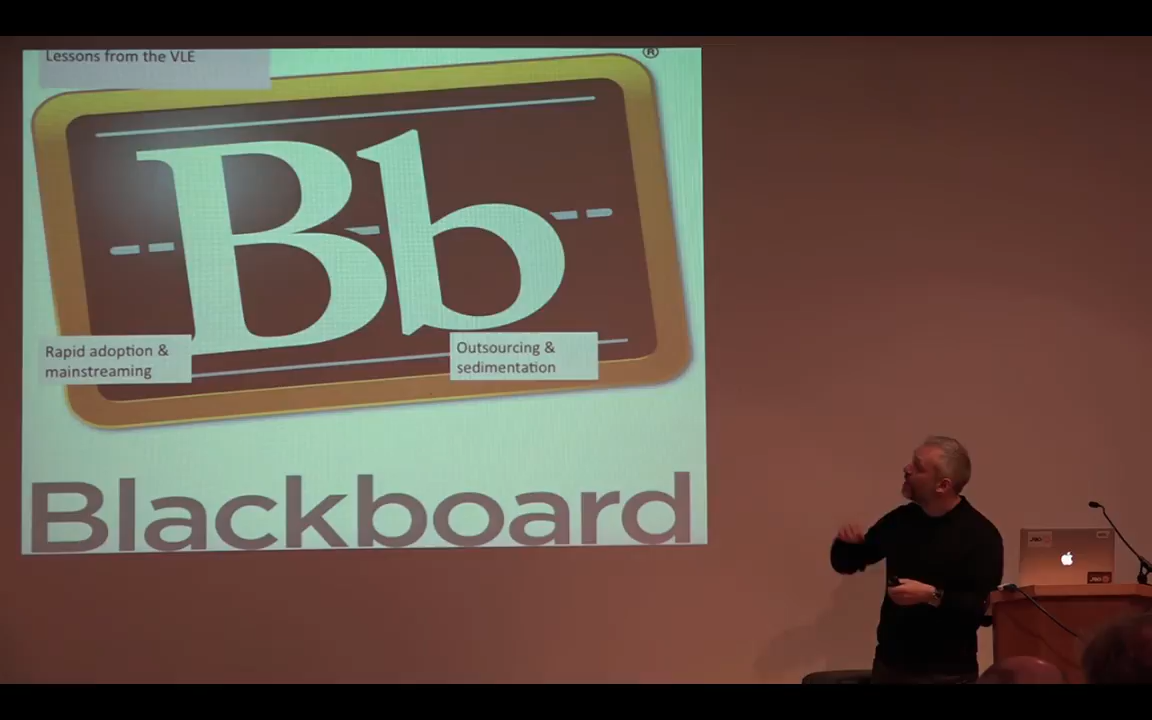 Lessons from the VLE
®
Bb
Rapid adoption &
mainstreaming
Outsourcing &
sedimentation
Blackboard